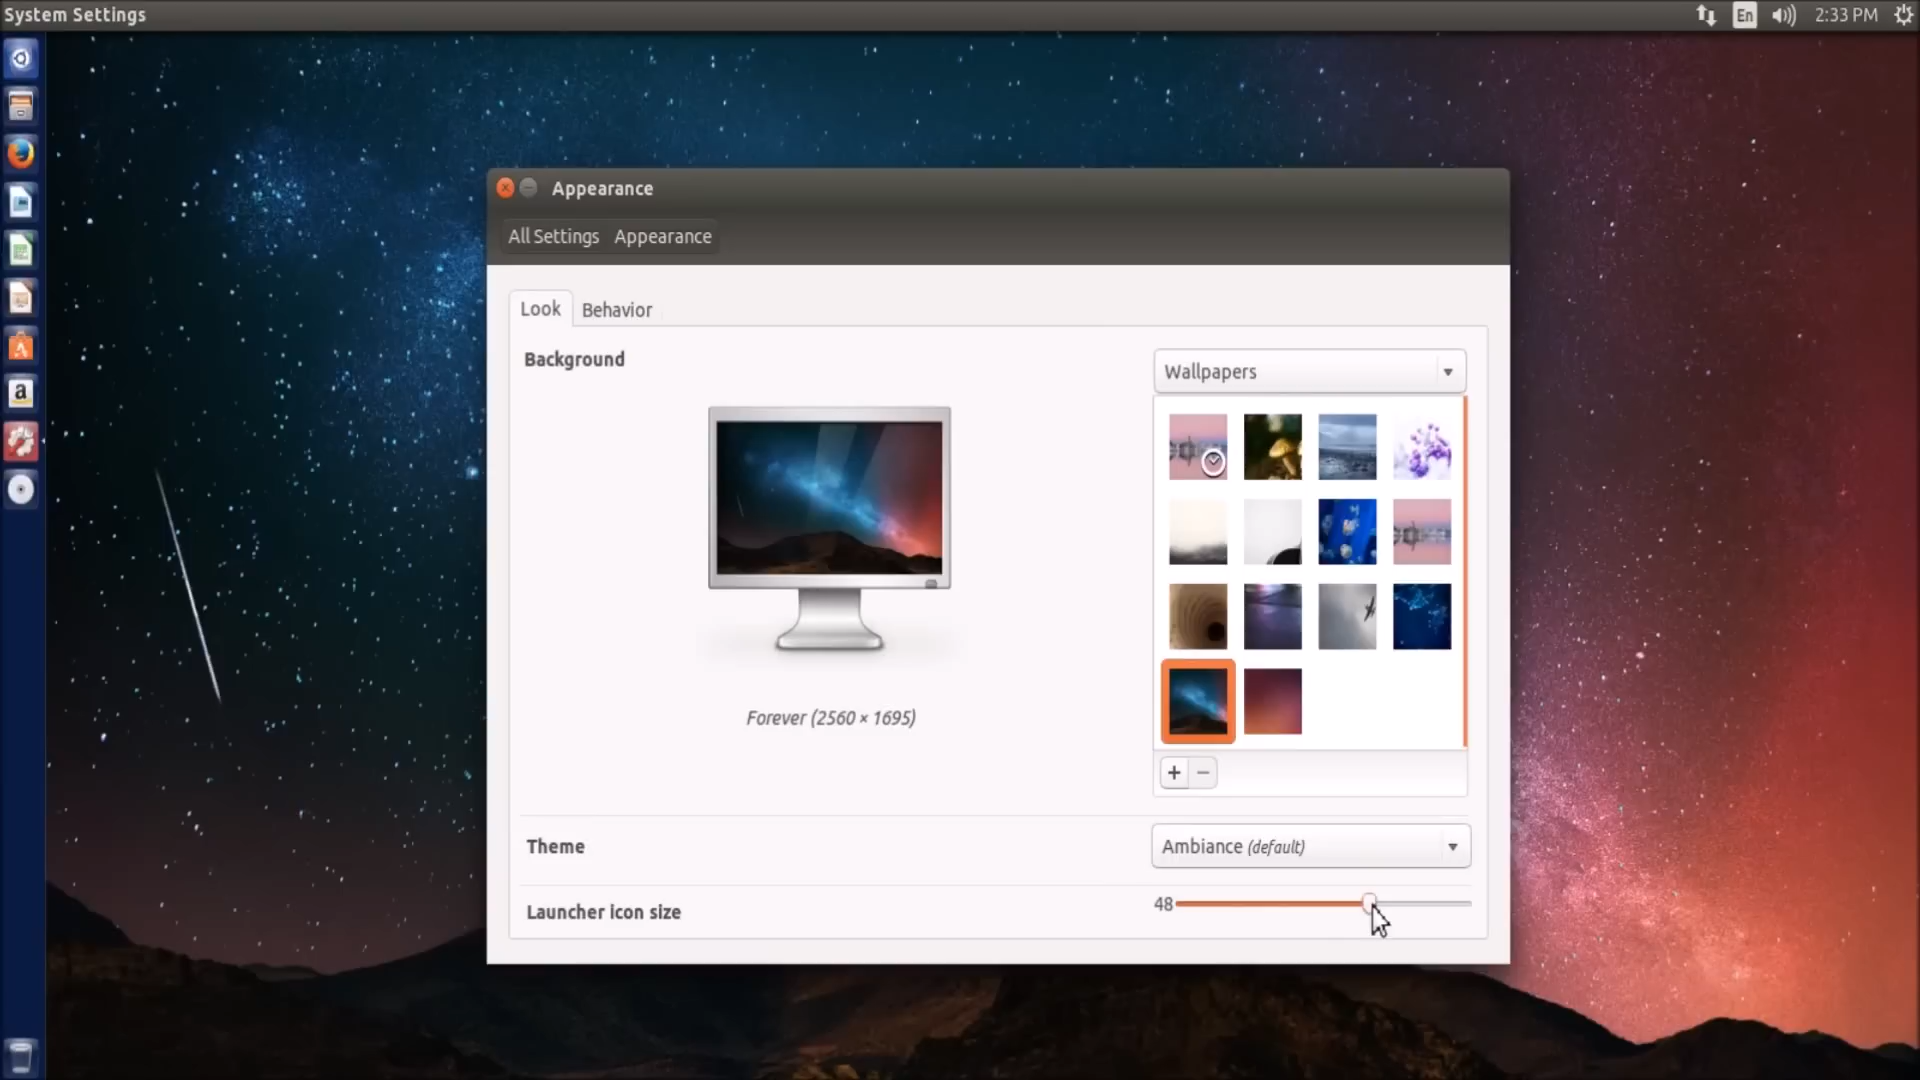 System Settings
En
2:33 PM
Appearance
All Settings Appearance
Look Behavior
Background
Wallpapers
Forever (2560 × 1695)
Theme
Ambiance (default)
Launcher icon size
48
a